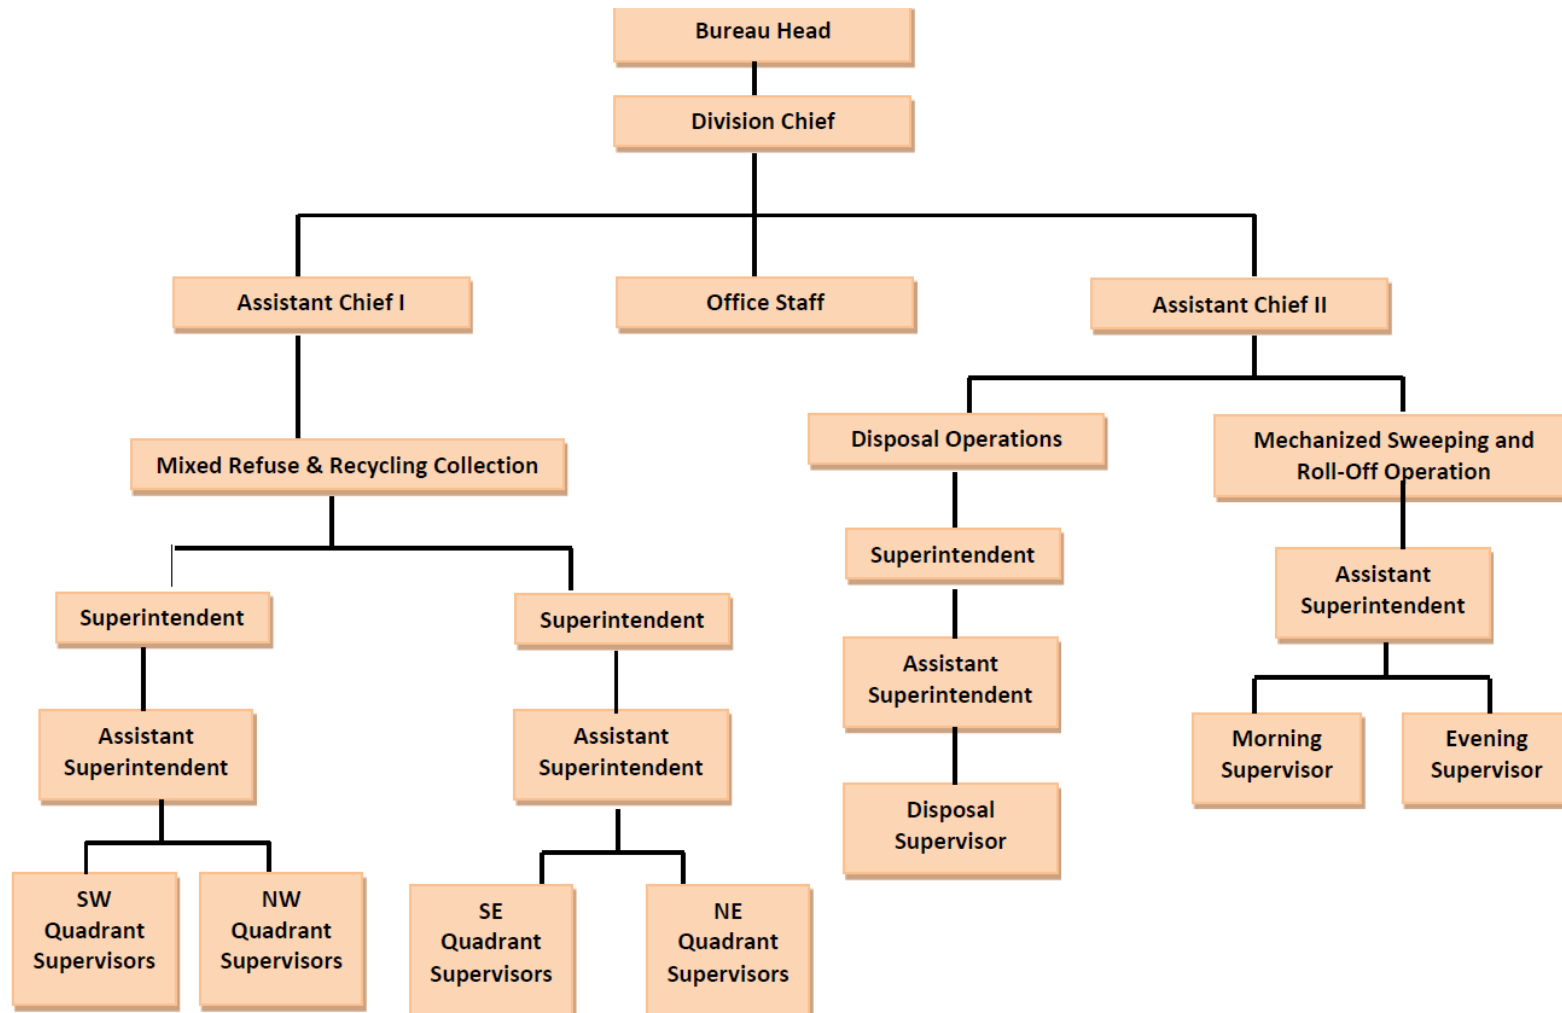 Bureau Head
Division Chief
Assistant Chief I
Office Staff
Assistant Chief II
Mixed Refuse & Recycling Collection
Disposal Operations
Mechanized Sweeping and
Roll-Off Operation
Superintendent
Superintendent
Superintendent
Assistant
Superintendent
Assistant
Superintendent
Assistant
Superintendent
Assistant
Superintendent
SW
Quadrant
Supervisors
NW
Quadrant
Supervisors
SE
Quadrant
Supervisors
NE
Quadrant
Supervisors
Disposal
Supervisor
Morning
Supervisor
Evening
Supervisor